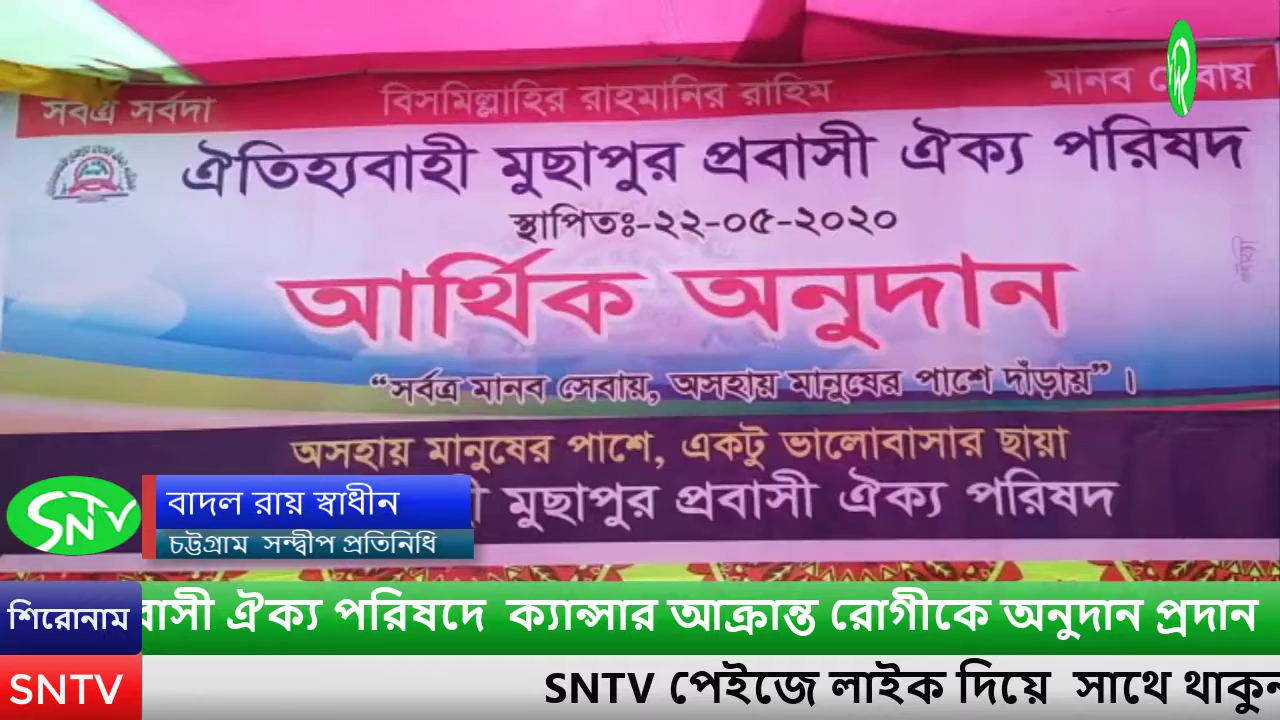 সবত্র সর্বদা বিসমিল্লাহির রাহমানির রাহিম মানব সেবায়
ঐতিহ্যবাহী মুছাপুর প্রবাসী ঐক্য পরিষদ
স্থাপিতঃ-২২-০৫-২০২০
আর্থিক অনুদান
“সর্বত্র মানব সেবায়, অসহায় মানুষের পাশে দাঁড়ায়”।
অসহায় মানুষের পাশে, একটু ভালোবাসার ছায়া
মুছাপুর প্রবাসী ঐক্য পরিষদ
SNTV
বাদল রায় স্বাধীন
চট্টগ্রাম সন্দ্বীপ প্রতিনিধি
শিরোনাম বাসী ঐক্য পরিষদে ক্যান্সার আক্রান্ত রোগীকে অনুদান প্রদান
SNTV SNTV পেইজে লাইক দিয়ে সাথে থাকুন